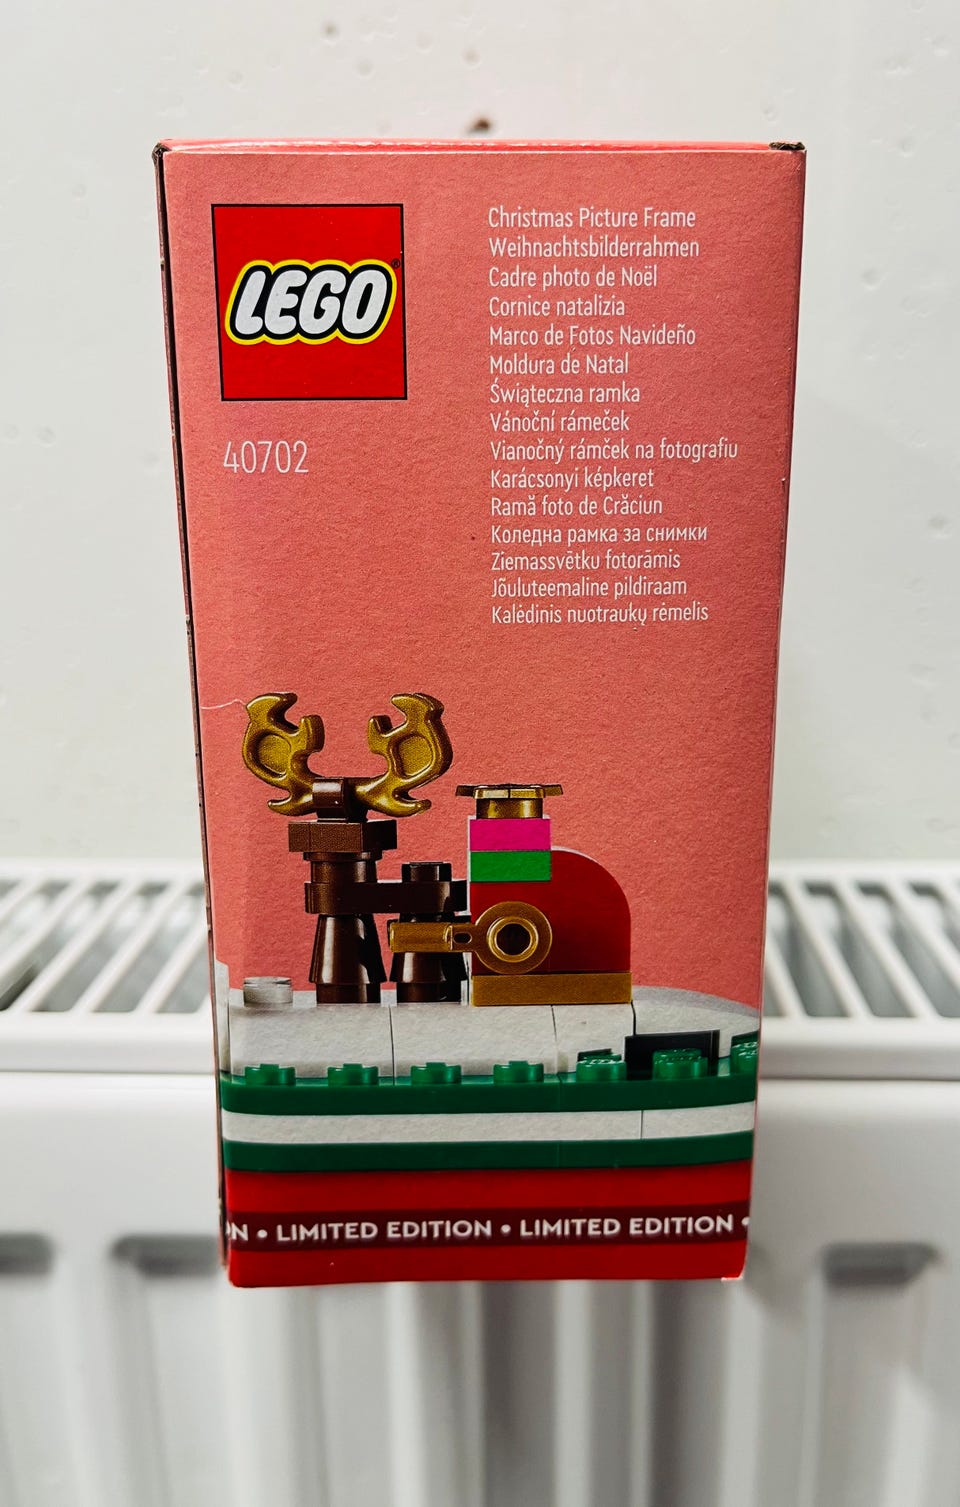 LEGO®
40702
Christmas Picture Frame
Weihnachtsbilderrahmen
Cadre photo de Noël
Cornice natalizia
Marco de Fotos Navideño
Moldura de Natal
Świąteczna ramka
Vánoční rámeček
Vianočný rámček na fotografiu
Karácsonyi képkeret
Ramă foto de Crăciun
Коледна рамка за снимки
Ziemassvētku fotorāmis
Jõuluteemaline pildiraam
Kalėdinis nuotraukų rėmelis
N • LIMITED EDITION • LIMITED EDITION •